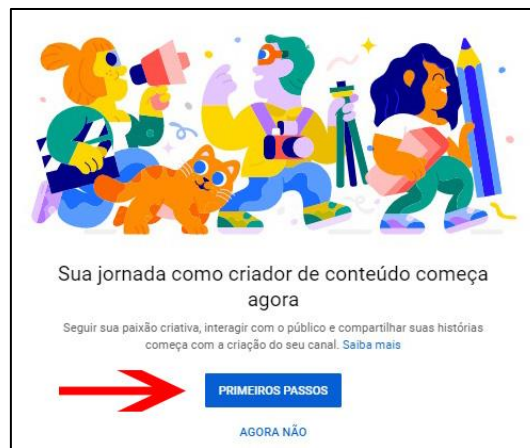 Sua jornada como criador de conteúdo começa
agora
Seguir sua paixão criativa, interagir com o público e compartilhar suas histórias
começa com a criação do seu canal. Saiba mais
PRIMEIROS PASSOS
AGORA NÃO